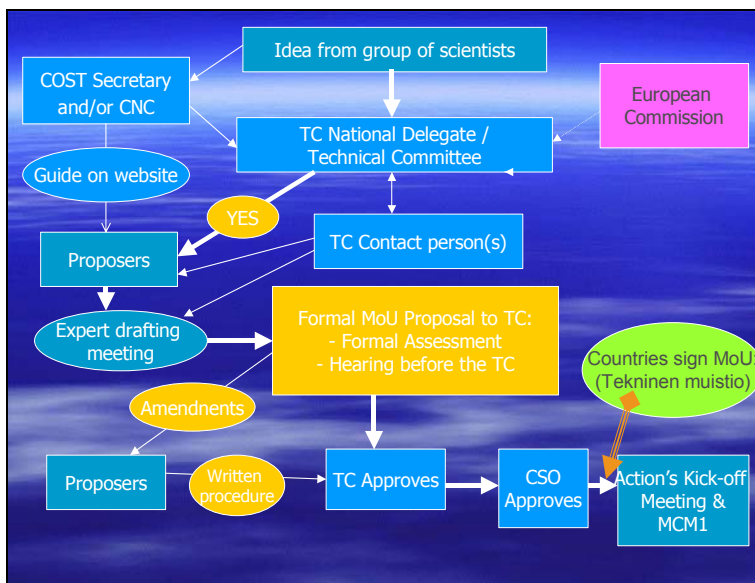 Idea from group of scientists
COST Secretary
and/or CNC
European
Commission
TC National Delegate /
Technical Committee
Guide on website
YES
TC Contact person(s)
Proposers
Expert drafting
meeting
Formal MoU Proposal to TC:
- Formal Assessment
- Hearing before the TC
Countries sign MoU:
(Tekninen muistio)
Amendnents
Proposers
Written
procedure
TC Approves
CSO
Approves
Action's Kick-off
Meeting &
MCM1